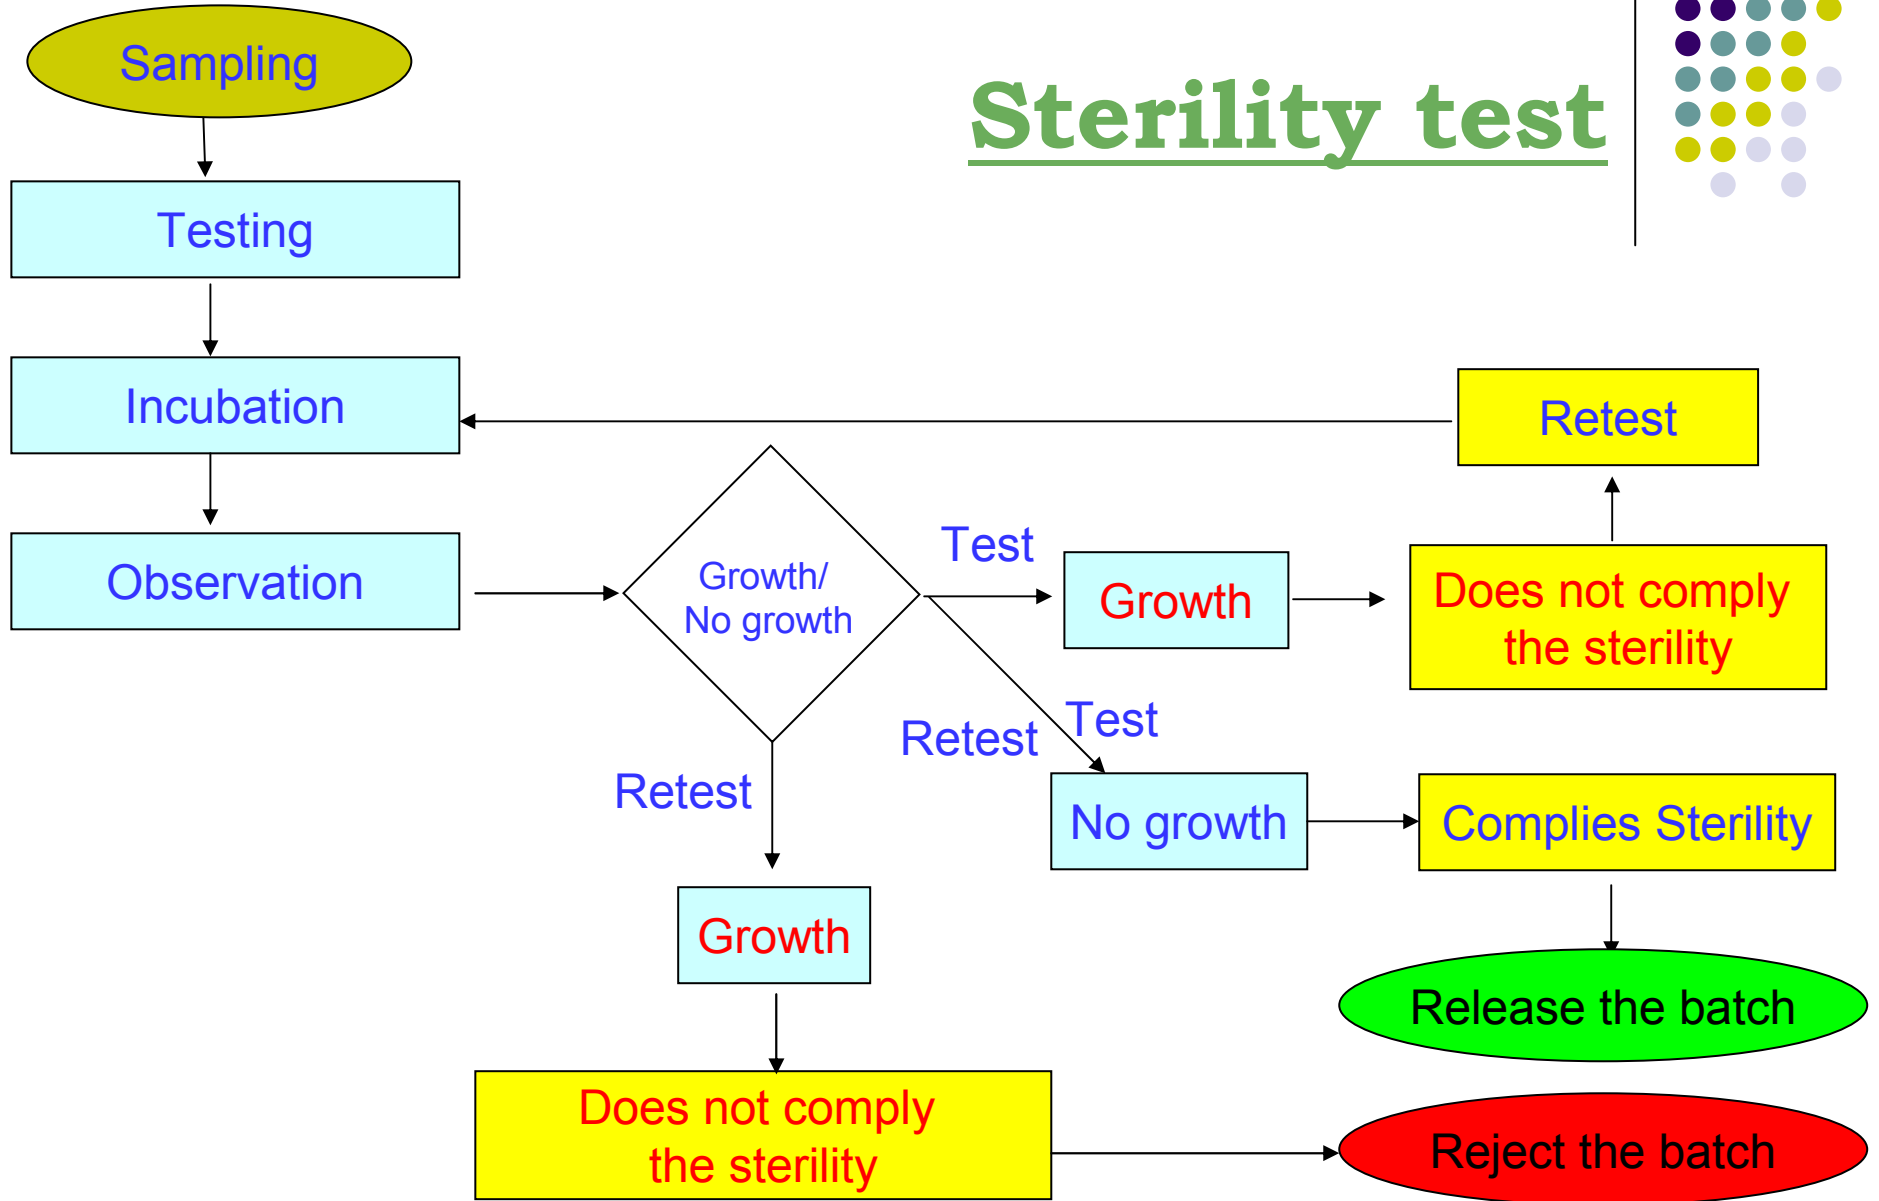 Sampling
Sterility test
Testing
Incubation
Retest
Observation
Growth/
No growth
Test
Growth
Does not comply
the sterility
Retest
Test
Retest
No growth
Complies Sterility
Growth
Release the batch
Does not comply
the sterility
Reject the batch